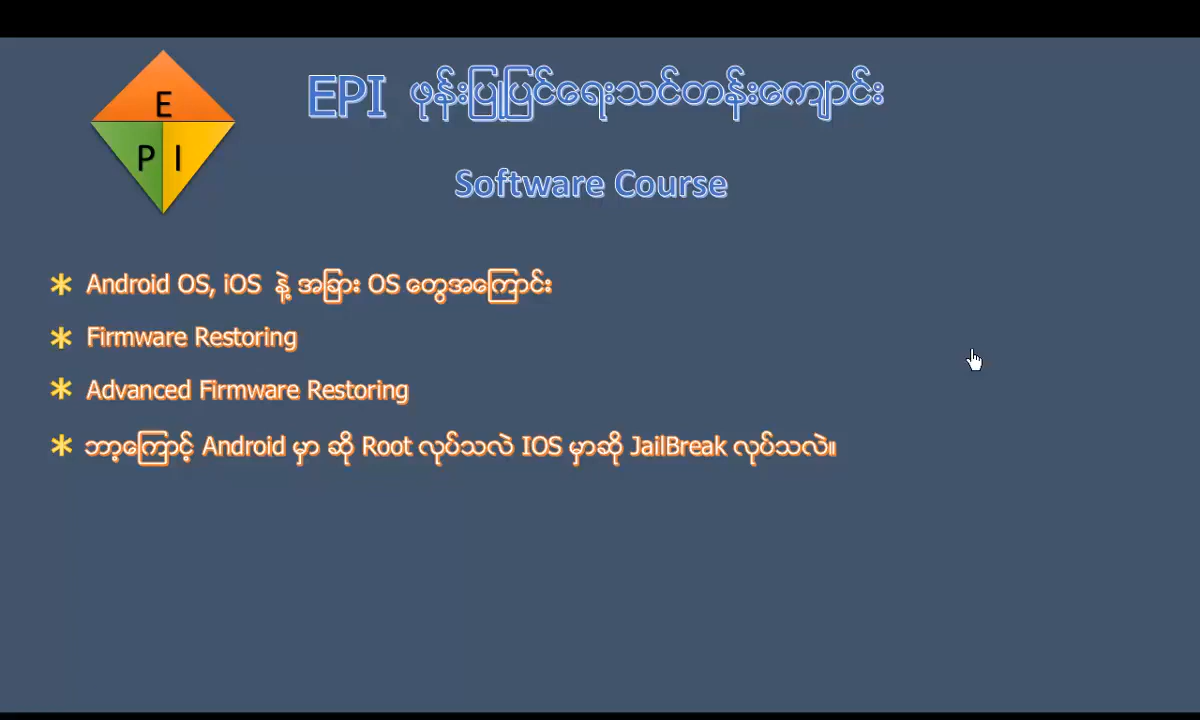 E
P I
EPI ဖုန်းပြုပြင်ရေးသင်တန်းကျောင်း
Software Course
* Android OS, iOS နဲ့ အခြား OS တွေအကြောင်း
* Firmware Restoring
* Advanced Firmware Restoring
* ဘာ့ကြောင့် Android မှာ ဆို Root လုပ်သလဲ IOS မှာဆို JailBreak လုပ်သလဲ။